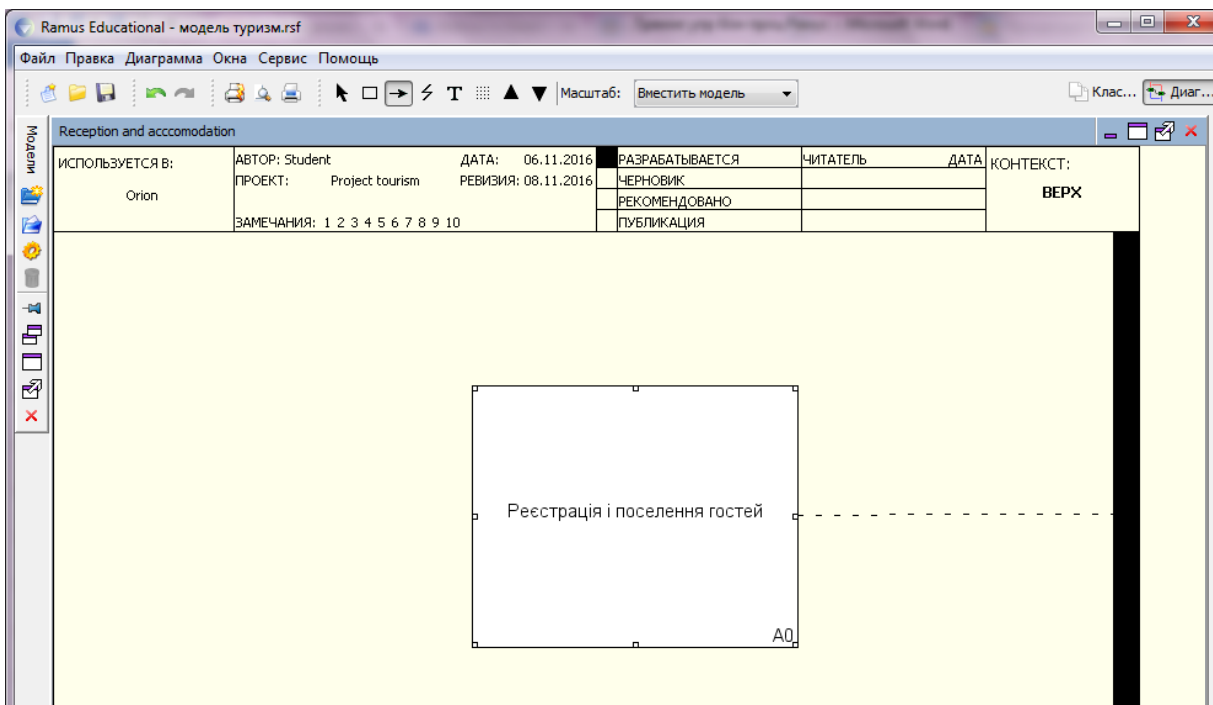 Ramus Educational - модель туризм.rsf
Файл Правка Диаграмма Окна Сервис Помощь
T Масштаб: Вместить модель Клас... Диаг...
Модели
Reception and acccomodation
ИСПОЛЬЗУЕТСЯ В: АВТОР: Student ДАТА: 06.11.2016 РАЗРАБАТЫВАЕТСЯ ЧИТАТЕЛЬ ДАТА КОНТЕКСТ:
ПРОЕКТ: Project tourism РЕВИЗИЯ: 08.11.2016 ЧЕРНОВИК
Orion РЕКОМЕНДОВАНО ВЕРХ
ЗАМЕЧАНИЯ: 1 2 3 4 5 6 7 8 9 10 ПУБЛИКАЦИЯ
Реєстрація і поселення гостей
A0